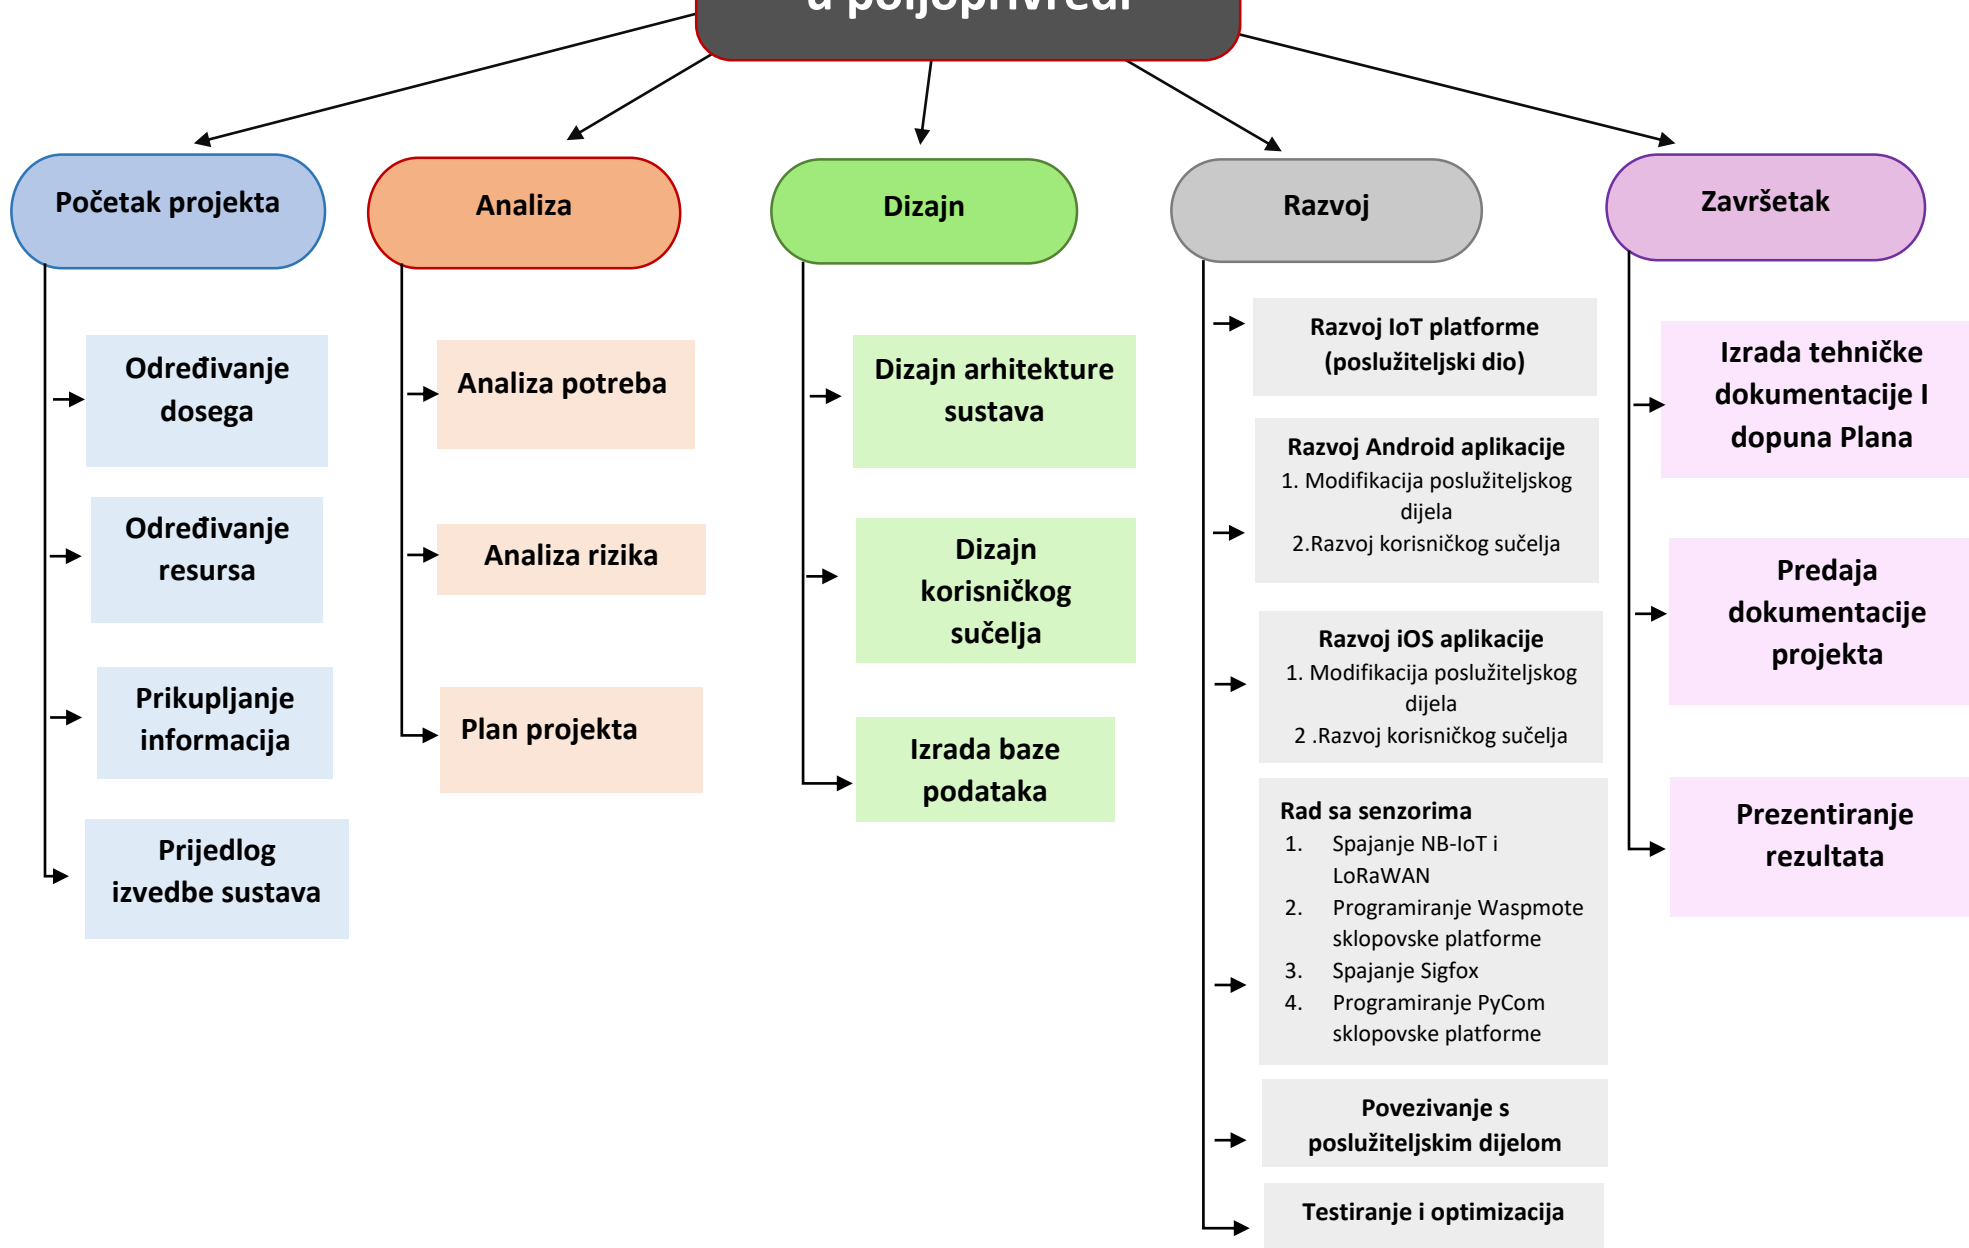 u poljoprivredi
Početak projekta
Analiza
Dizajn
Razvoj
Završetak
Određivanje
dosega
Određivanje
resursa
Prikupljanje
informacija
Prijedlog
izvedbe sustava
Analiza potreba
Analiza rizika
Plan projekta
Dizajn arhitekture
sustava
Dizajn
korisničkog
sučelja
Izrada baze
podataka
Razvoj IoT platforme
(poslužiteljski dio)
Razvoj Android aplikacije
1. Modifikacija poslužiteljskog
dijela
2.Razvoj korisničkog sučelja
Razvoj iOS aplikacije
1. Modifikacija poslužiteljskog
dijela
2 .Razvoj korisničkog sučelja
Rad sa senzorima
1. Spajanje NB-IoT i
LoRaWAN
2. Programiranje Waspmote
sklopovske platforme
3. Spajanje Sigfox
4. Programiranje PyCom
sklopovske platforme
Povezivanje s
poslužiteljskim dijelom
Testiranje i optimizacija
Izrada tehničke
dokumentacije I
dopuna Plana
Predaja
dokumentacije
projekta
Prezentiranje
rezultata